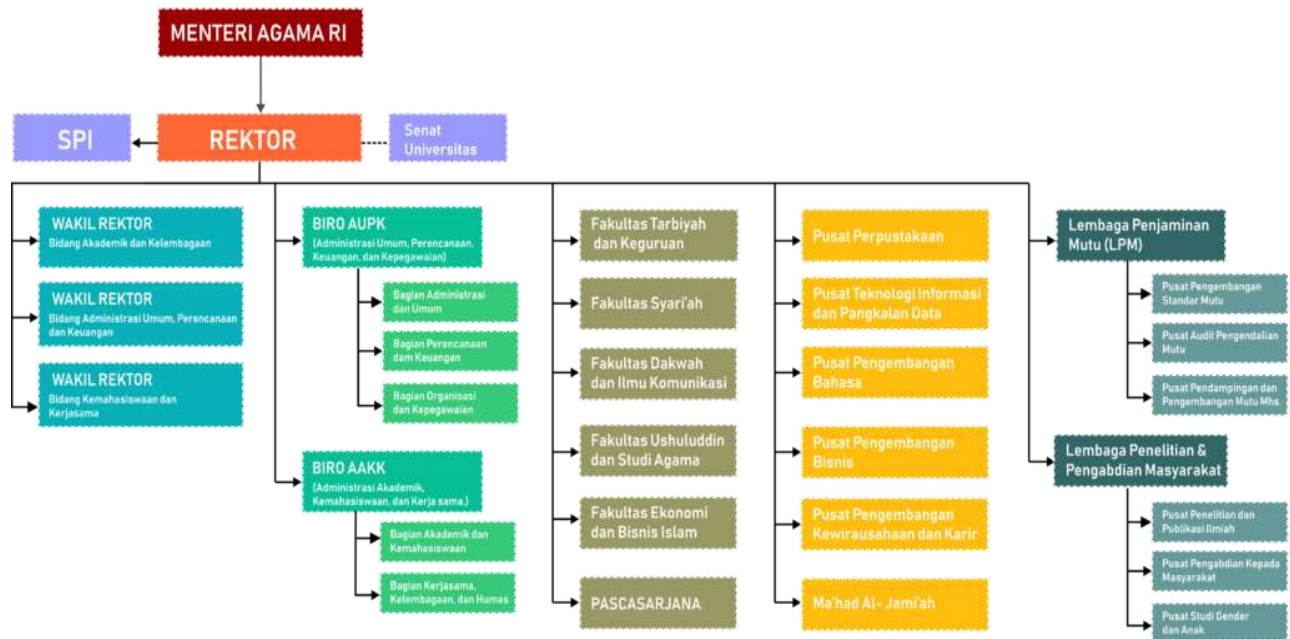 MENTERI AGAMA RI
SPI
REKTOR
Senat
Universitas
WAKIL REKTOR
Bidang Akademik dan Kelembagaan
WAKIL REKTOR
Bidang Administrasi Umum, Perencanaan
dan Keuangan
WAKIL REKTOR
Bidang Kemahasiswaan dan
Kerjasama
BIRO AUPK
(Administrasi Umum, Perencanaan,
Keuangan, dan Kepegawaian)
Bagian Administrasi
dan Umum
Bagian Perencanaan
dam Keuangan
Bagian Organisasi
dan Kepegawaian
BIRO AAKK
(Administrasi Akademik,
Kemahasiswaan, dan Kerja sama,)
Bagian Akademik dan
Kemahasiswaan
Bagian Kerjasama,
Kelembagaan, dan Humas
Fakultas Tarbiyah
dan Keguruan
Fakultas Syari'ah
Fakultas Dakwah
dan Ilmu Komunikasi
Fakultas Ushuluddin
dan Studi Agama
Fakultas Ekonomi
dan Bisnis Islam
PASCASARJANA
Pusat Perpustakaan
Pusat Teknologi Informasi
dan Pangkalan Data
Pusat Pengembangan
Bahasa
Pusat Pengembangan
Bisnis
Pusat Pengembangan
Kewirausahaan dan Karir
Ma'had Al- Jami'ah
Lembaga Penjaminan
Mutu (LPM)
Pusat Pengembangan
Standar Mutu
Pusat Audit Pengendalian
Mutu
Pusat Pendampingan dan
Pengembangan Mutu Mhs.
Lembaga Penelitian &
Pengabdian Masyarakat
Pusat Penelitian dan
Publikasi Ilmiah
Pusat Pengabdian Kepada
Masyarakat
Pusat Studi Gender
dan Anak